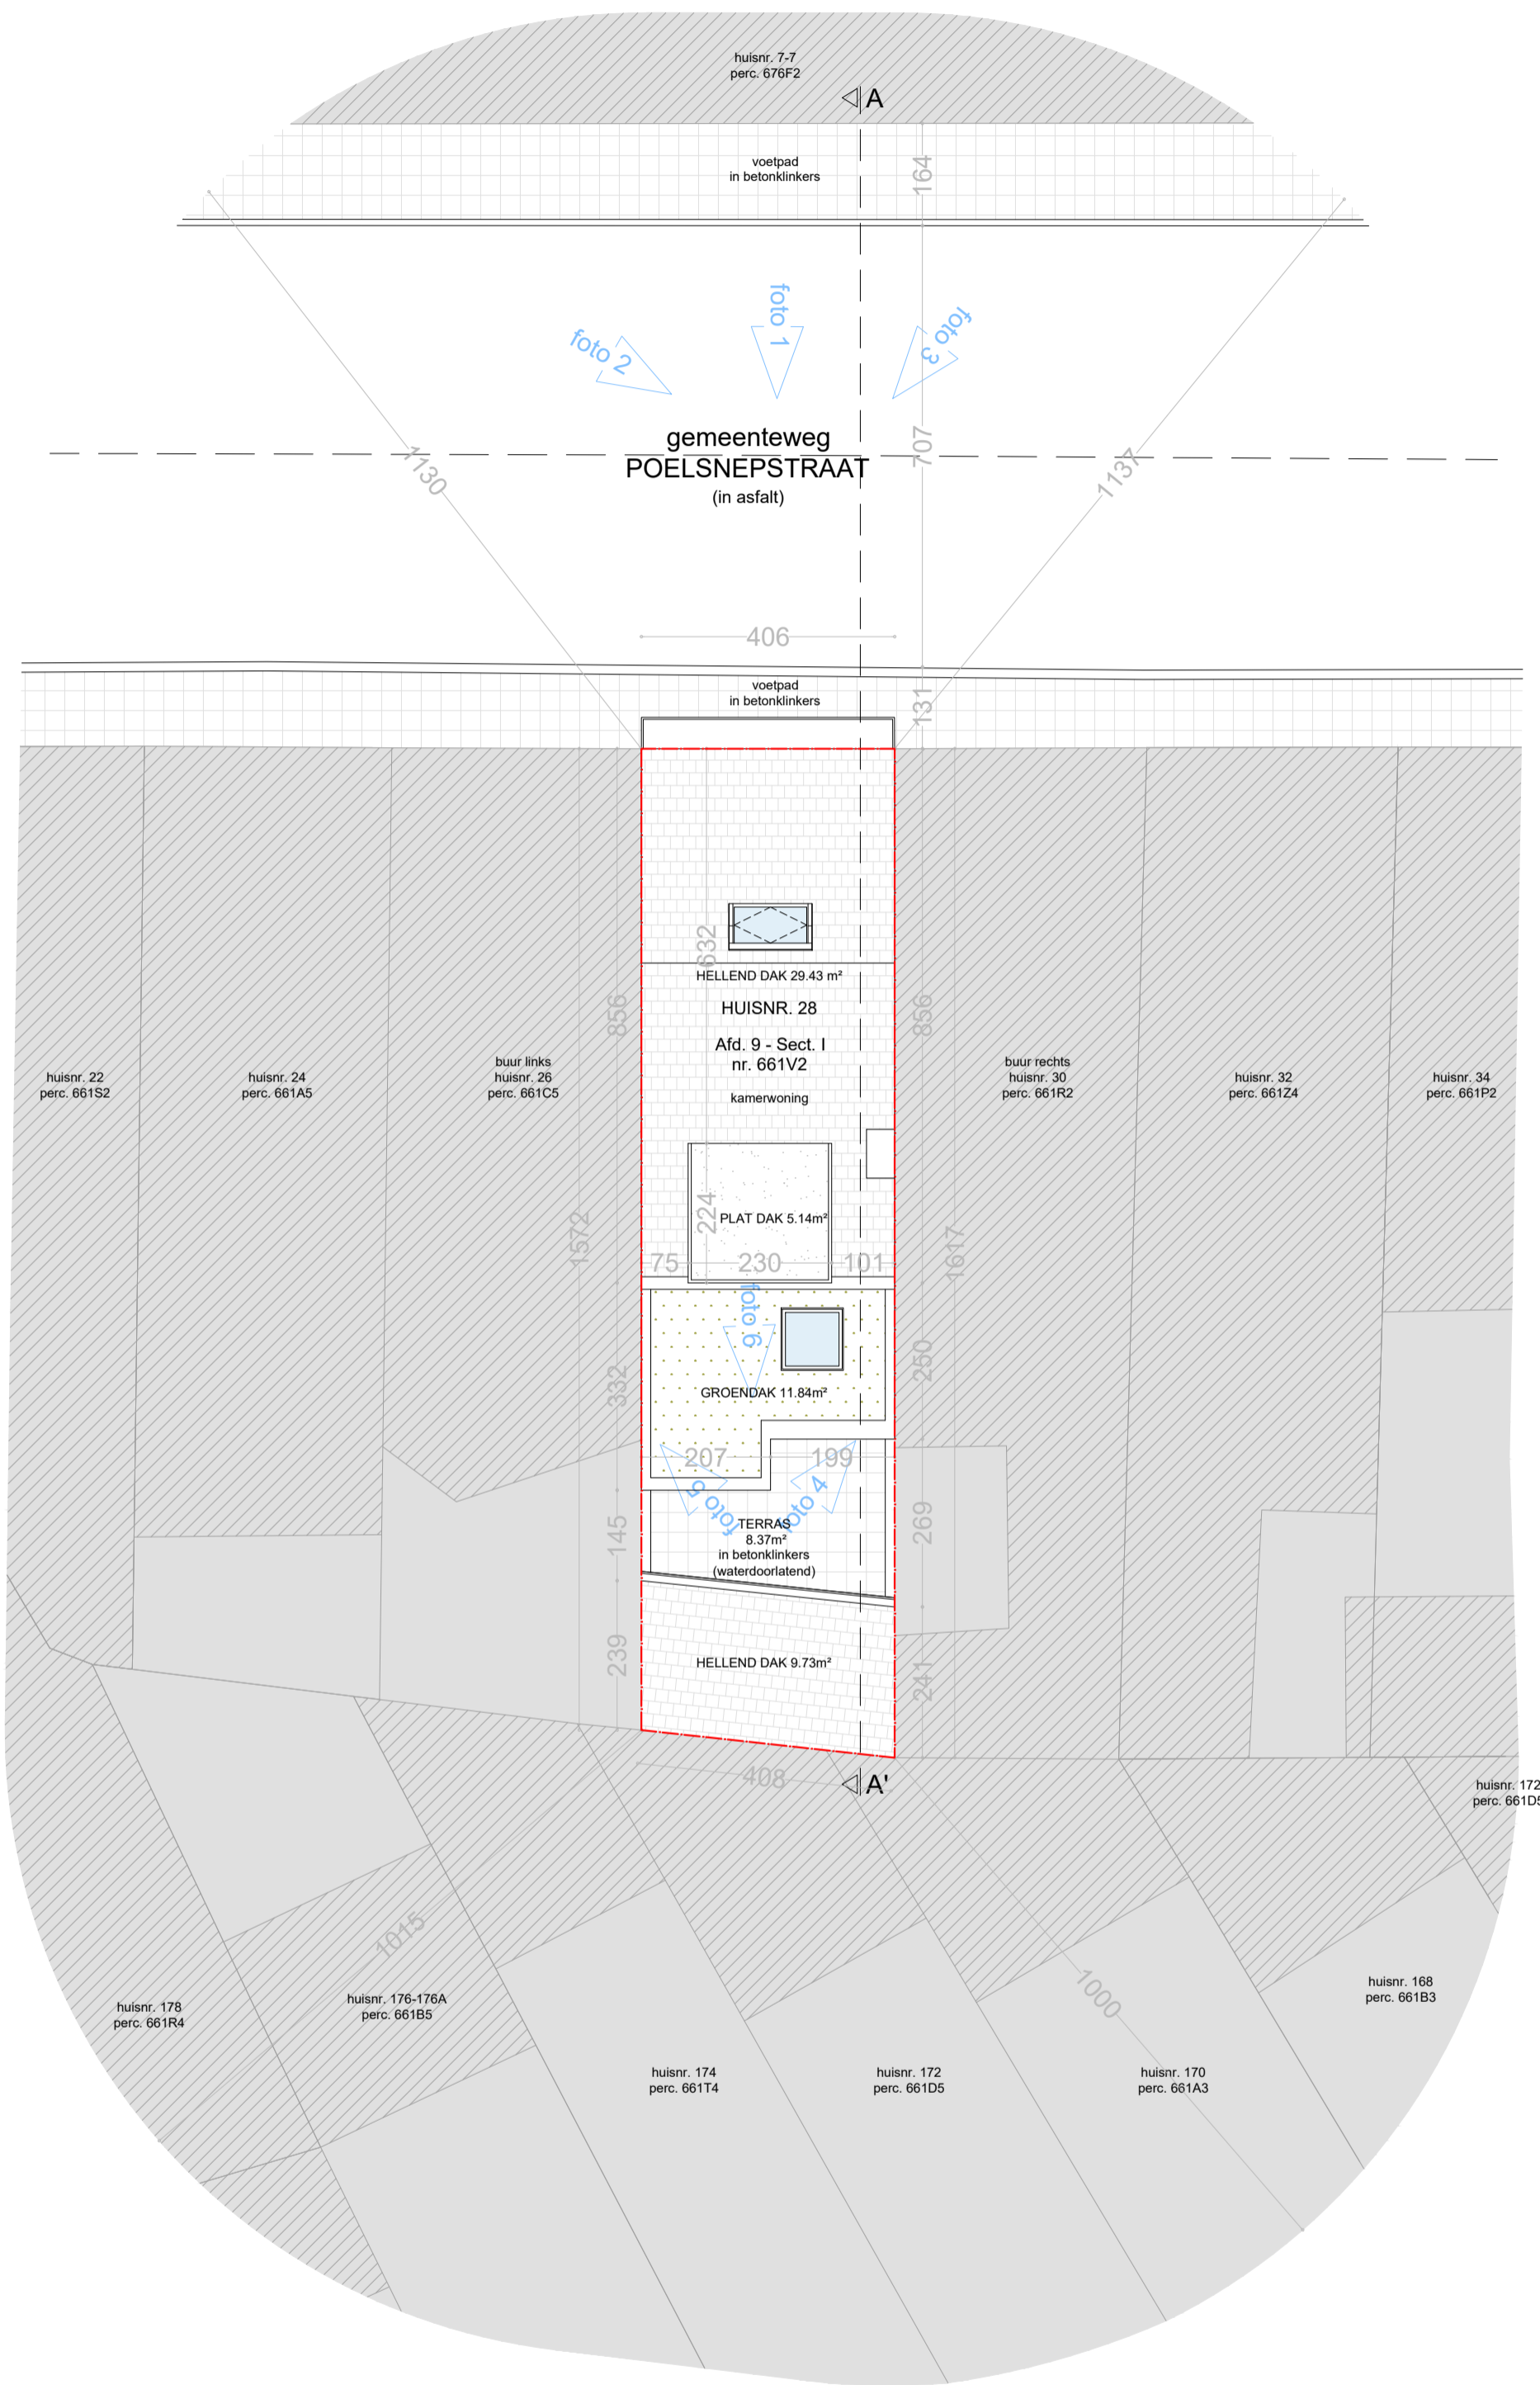 huisnr. 7-7
perc. 676F2
A
voetpad
in betonklinkers
164
foto 1
foto 2
foto 3
gemeenteweg
POELSNEPSTRAAT
(in asfalt)
707
1130
1137
406
voetpad
in betonklinkers
131
632
HELLEND DAK 29.43 m²
HUISNR. 28
856
856
Afd. 9 - Sect. I
nr. 661V2
kamerwoning
huisnr. 22
perc. 661S2
huisnr. 24
perc. 661A5
buur links
huisnr. 26
perc. 661C5
buur rechts
huisnr. 30
perc. 661R2
huisnr. 32
perc. 661Z4
huisnr. 34
perc. 661P2
224
PLAT DAK 5.14m²
1572
1617
75
230
101
foto 6
332
250
GROENDAK 11.84m²
207
199
foto 5
foto 4
145
269
TERRAS
8.37m²
in betonklinkers
(waterdoorlatend)
239
HELLEND DAK 9.73m²
241
408
A'
huisnr. 172
perc. 661D5
1015
1000
huisnr. 178
perc. 661R4
huisnr. 176-176A
perc. 661B5
huisnr. 168
perc. 661B3
huisnr. 174
perc. 661T4
huisnr. 172
perc. 661D5
huisnr. 170
perc. 661A3